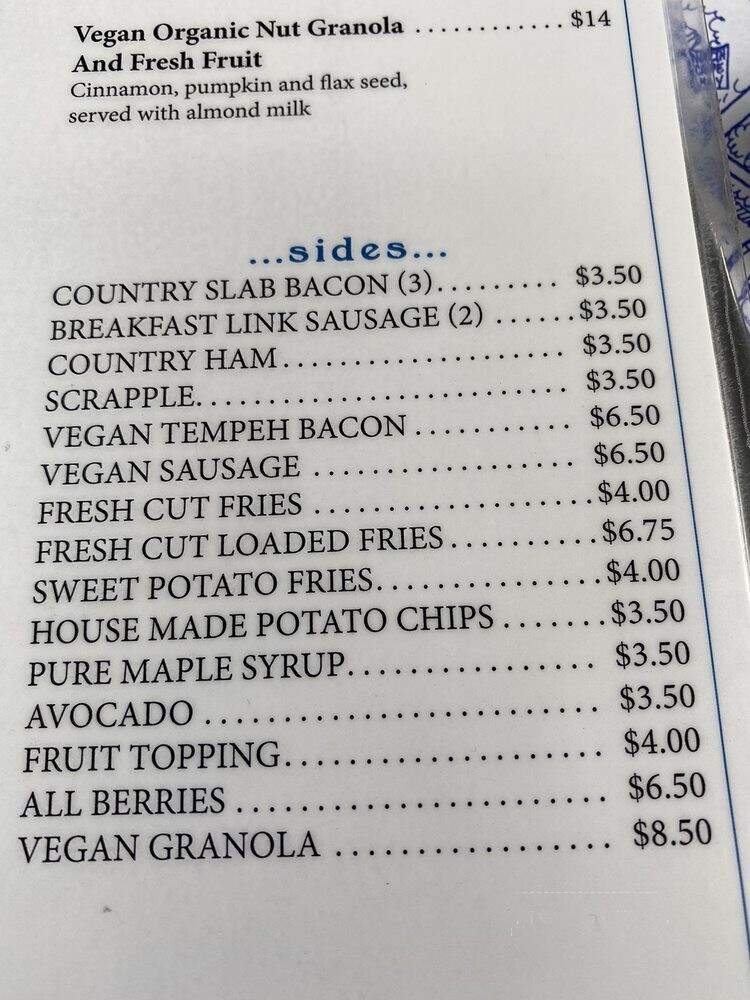 Vegan Organic Nut Granola ............ $14
And Fresh Fruit
Cinnamon, pumpkin and flax seed,
served with almond milk
...sides...
COUNTRY SLAB BACON (3)......... $3.50
BREAKFAST LINK SAUSAGE (2) ......$3.50
COUNTRY HAM.................... $3.50
SCRAPPLE.......................... $3.50
VEGAN TEMPEH BACON ........... $6.50
VEGAN SAUSAGE .................. $6.50
FRESH CUT FRIES ...................$4.00
FRESH CUT LOADED FRIES..........$6.75
SWEET POTATO FRIES...............$4.00
HOUSE MADE POTATO CHIPS .......$3.50
PURE MAPLE SYRUP................. $3.50
AVOCADO .......................... $3.50
FRUIT TOPPING..................... $4.00
ALL BERRIES ........................ $6.50
VEGAN GRANOLA ................. $8.50